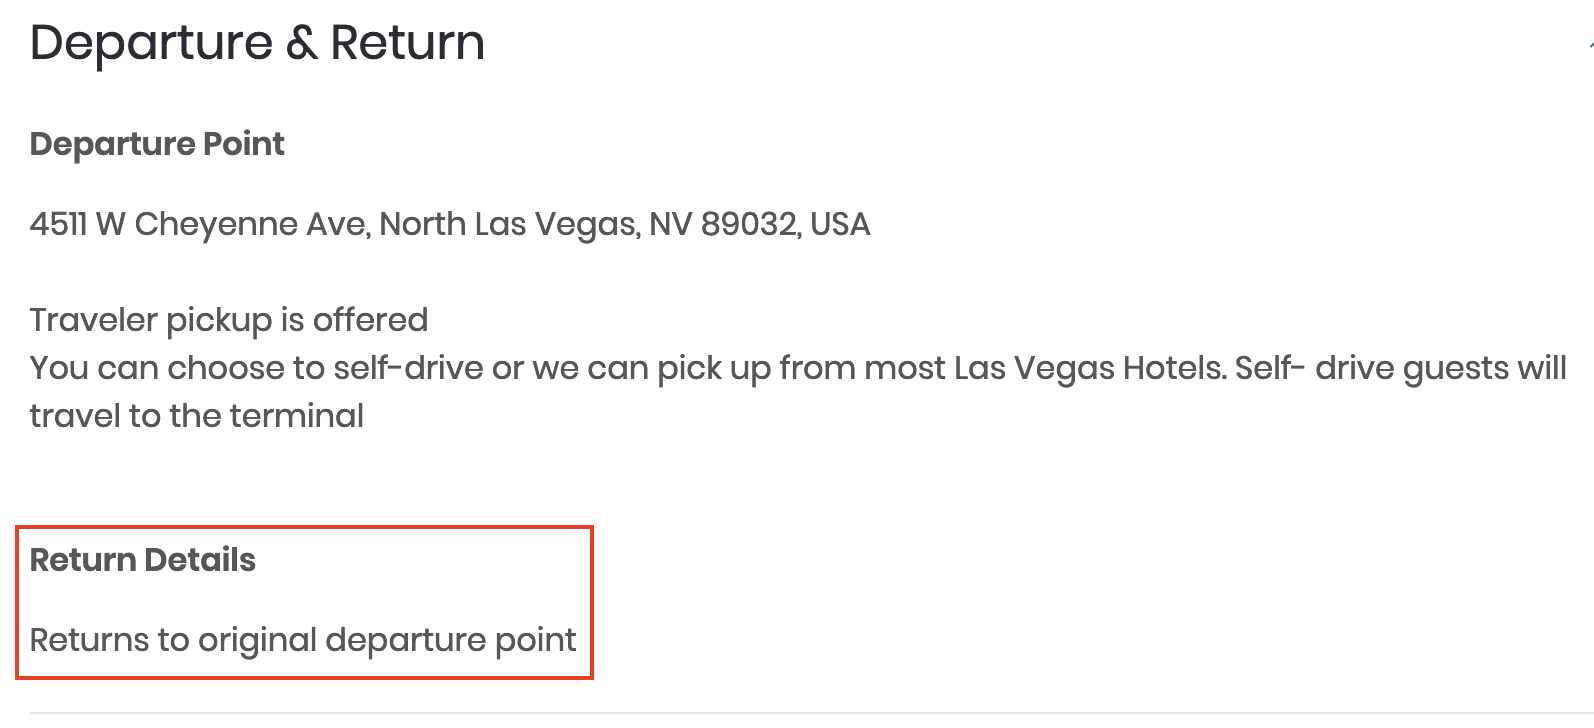 Departure & Return
Departure Point
4511 W Cheyenne Ave, North Las Vegas, NV 89032, USA
Traveler pickup is offered
You can choose to self-drive or we can pick up from most Las Vegas Hotels. Self- drive guests will
travel to the terminal
Return Details
Returns to original departure point